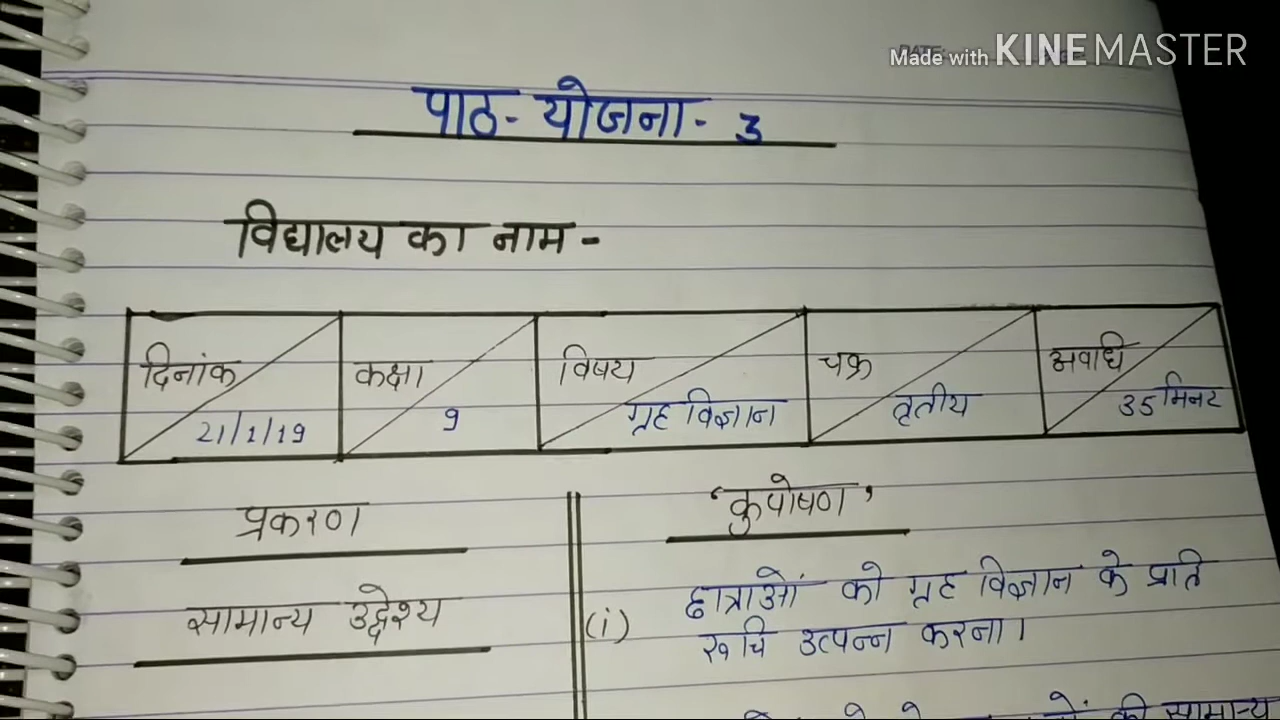 Made with KINEMASTER
DATE:
पाठ - योजना - 3
विद्यालय का नाम -
दिनांक 21/1/19 कक्षा 9 विषय गृह विज्ञान चक्र तृतीय अवधि 35 मिनट
प्रकरण 'कुपोषण'
सामान्य उद्देश्य (i) छात्राओं को गृह विज्ञान के प्रति
रूचि उत्पन्न करना।
की सामान्य